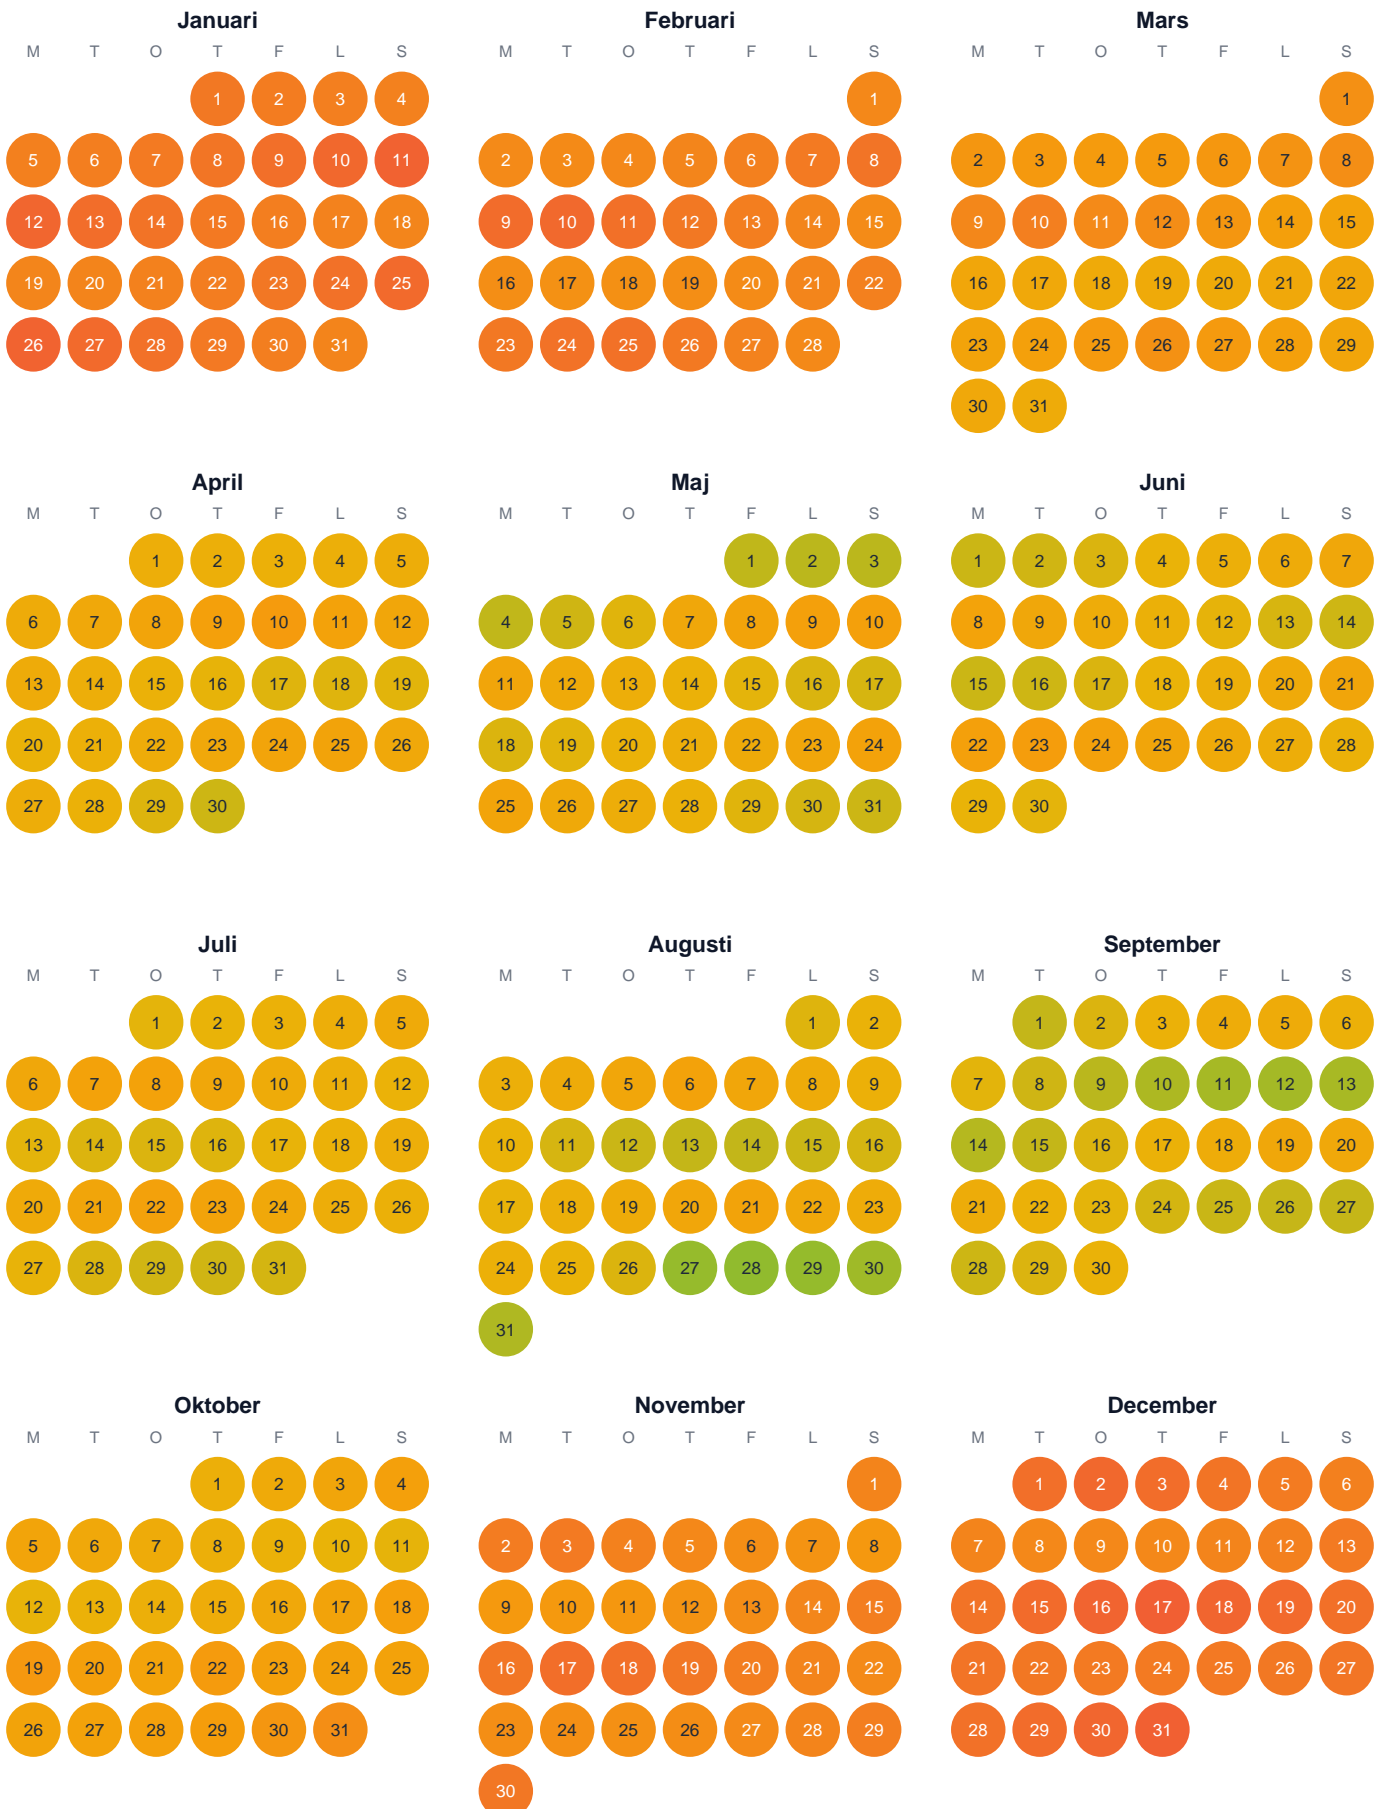 Januari Februari Mars
M T O T F L S M T O T F L S M T O T F L S
1 2 3 4 1 1
5 6 7 8 9 10 11 2 3 4 5 6 7 8 2 3 4 5 6 7 8
12 13 14 15 16 17 18 9 10 11 12 13 14 15 9 10 11 12 13 14 15
19 20 21 22 23 24 25 16 17 18 19 20 21 22 16 17 18 19 20 21 22
26 27 28 29 30 31 23 24 25 26 27 28 23 24 25 26 27 28 29
30 31
April Maj Juni
M T O T F L S M T O T F L S M T O T F L S
1 2 3 4 5 1 2 3 1 2 3 4 5 6 7
6 7 8 9 10 11 12 4 5 6 7 8 9 10 8 9 10 11 12 13 14
13 14 15 16 17 18 19 11 12 13 14 15 16 17 15 16 17 18 19 20 21
20 21 22 23 24 25 26 18 19 20 21 22 23 24 22 23 24 25 26 27 28
27 28 29 30 25 26 27 28 29 30 31 29 30
Juli Augusti September
M T O T F L S M T O T F L S M T O T F L S
1 2 3 4 5 1 2 1 2 3 4 5 6
6 7 8 9 10 11 12 3 4 5 6 7 8 9 7 8 9 10 11 12 13
13 14 15 16 17 18 19 10 11 12 13 14 15 16 14 15 16 17 18 19 20
20 21 22 23 24 25 26 17 18 19 20 21 22 23 21 22 23 24 25 26 27
27 28 29 30 31 24 25 26 27 28 29 30 28 29 30
31
Oktober November December
M T O T F L S M T O T F L S M T O T F L S
1 2 3 4 1 1 2 3 4 5 6
5 6 7 8 9 10 11 2 3 4 5 6 7 8 7 8 9 10 11 12 13
12 13 14 15 16 17 18 9 10 11 12 13 14 15 14 15 16 17 18 19 20
19 20 21 22 23 24 25 16 17 18 19 20 21 22 21 22 23 24 25 26 27
26 27 28 29 30 31 23 24 25 26 27 28 29 28 29 30 31
30